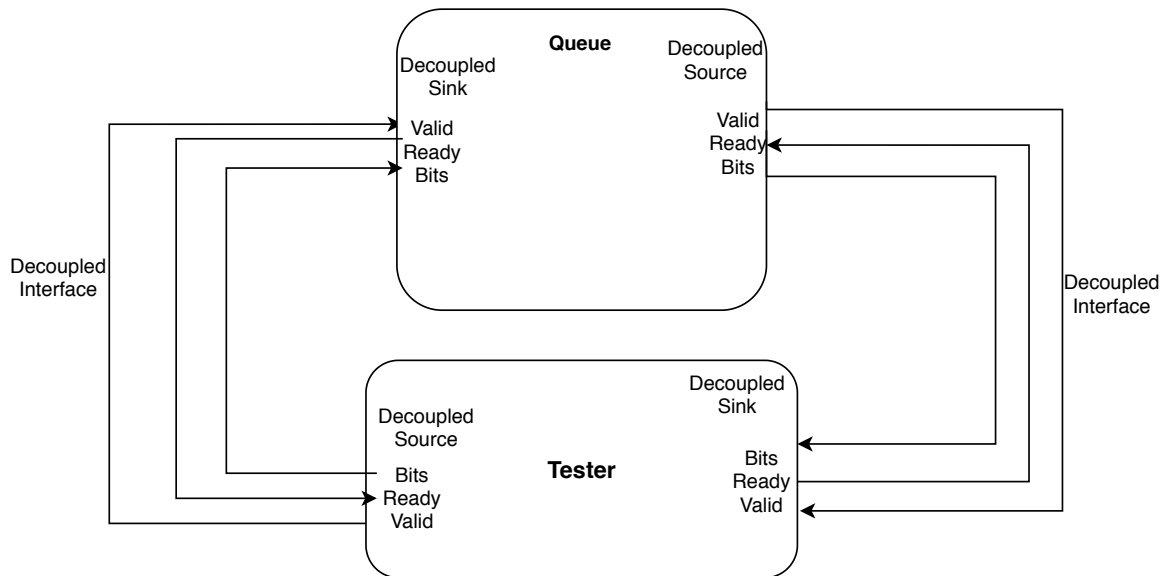 Queue
Decoupled
Sink
Decoupled
Source
Valid
Ready
Bits
Valid
Ready
Bits
Decoupled
Interface
Decoupled
Interface
Decoupled
Source
Decoupled
Sink
Tester
Bits
Ready
Valid
Bits
Ready
Valid